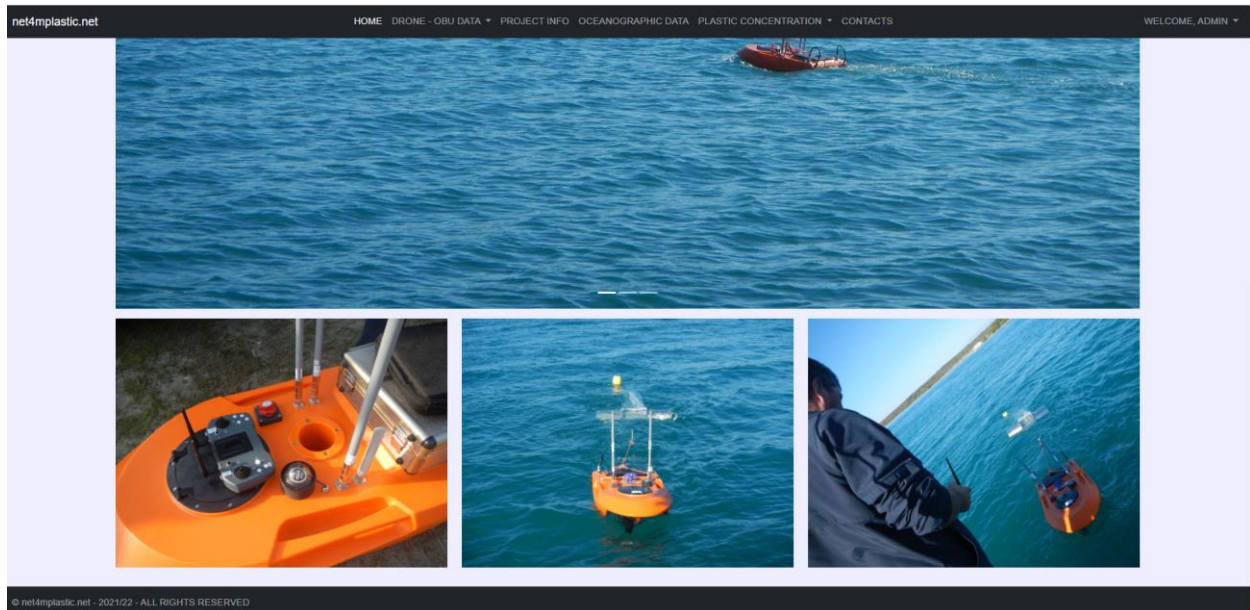 net4mplastic.net HOME DRONE - OBU DATA PROJECT INFO OCEANOGRAPHIC DATA PLASTIC CONCENTRATION CONTACTS WELCOME, ADMIN
© net4mplastic.net - 2021/22 - ALL RIGHTS RESERVED